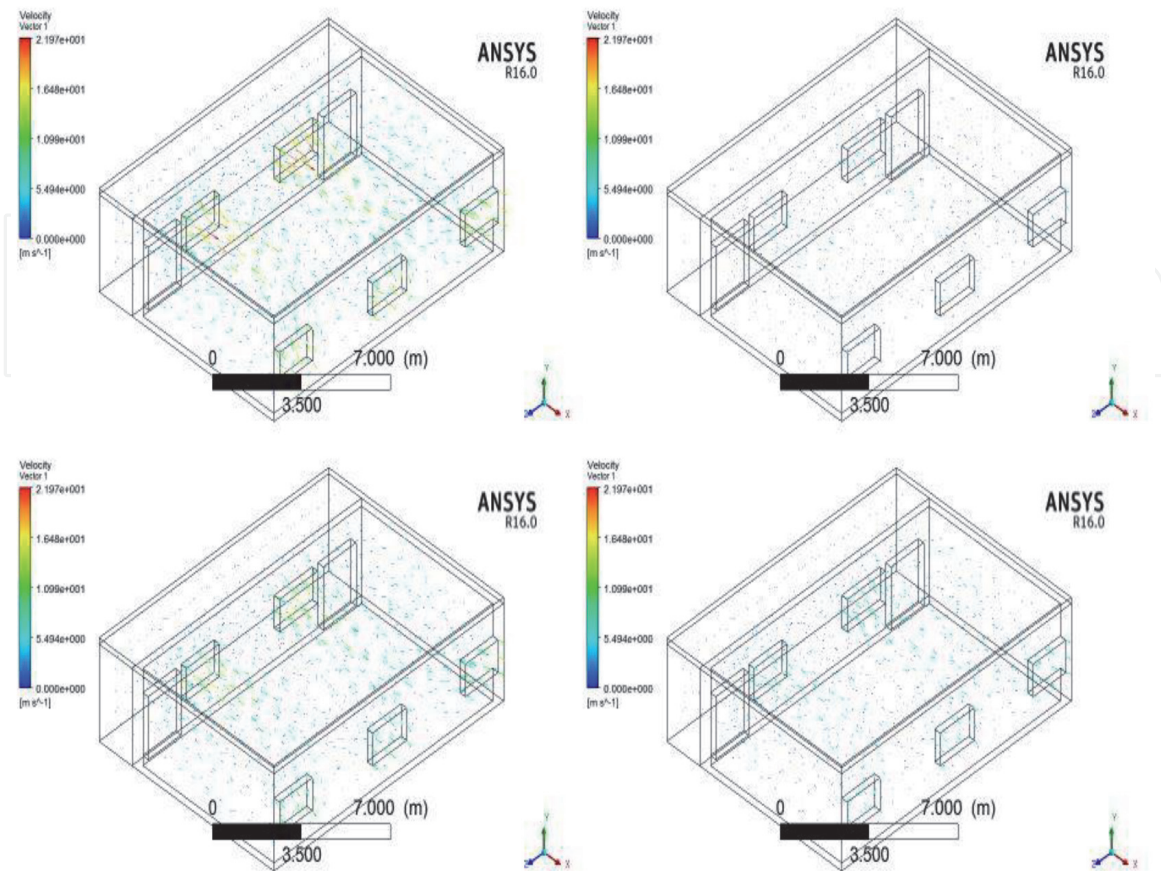 Velocity
Vector 1
2.197e+001
1.648e+001
1.099e+001
5.494e+000
0.000e+000
[m s^-1]
ANSYS
R16.0
0 7.000 (m)
3.500
Y
Z X
Velocity
Vector 1
2.197e+001
1.648e+001
1.099e+001
5.494e+000
0.000e+000
[m s^-1]
ANSYS
R16.0
0 7.000 (m)
3.500
Y
Z X
Velocity
Vector 1
2.197e+001
1.648e+001
1.099e+001
5.494e+000
0.000e+000
[m s^-1]
ANSYS
R16.0
0 7.000 (m)
3.500
Y
Z X
Velocity
Vector 1
2.197e+001
1.648e+001
1.099e+001
5.494e+000
0.000e+000
[m s^-1]
ANSYS
R16.0
0 7.000 (m)
3.500
Y
Z X